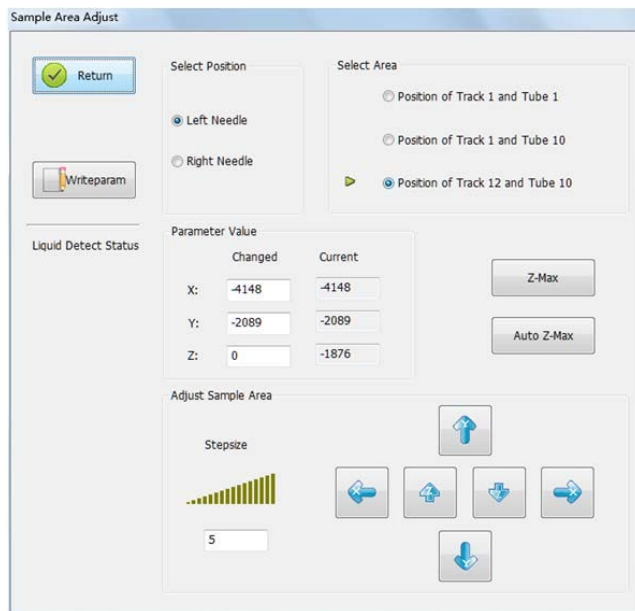 Sample Area Adjust
Return
Writeparam
Liquid Detect Status
Select Position
Left Needle
Right Needle
Select Area
Position of Track 1 and Tube 1
Position of Track 1 and Tube 10
Position of Track 12 and Tube 10
Parameter Value
Changed Current
X: -4148 -4148
Y: -2089 -2089
Z: 0 -1876
Z-Max
Auto Z-Max
Adjust Sample Area
Stepsize
5
Y
X Z Z X
Y